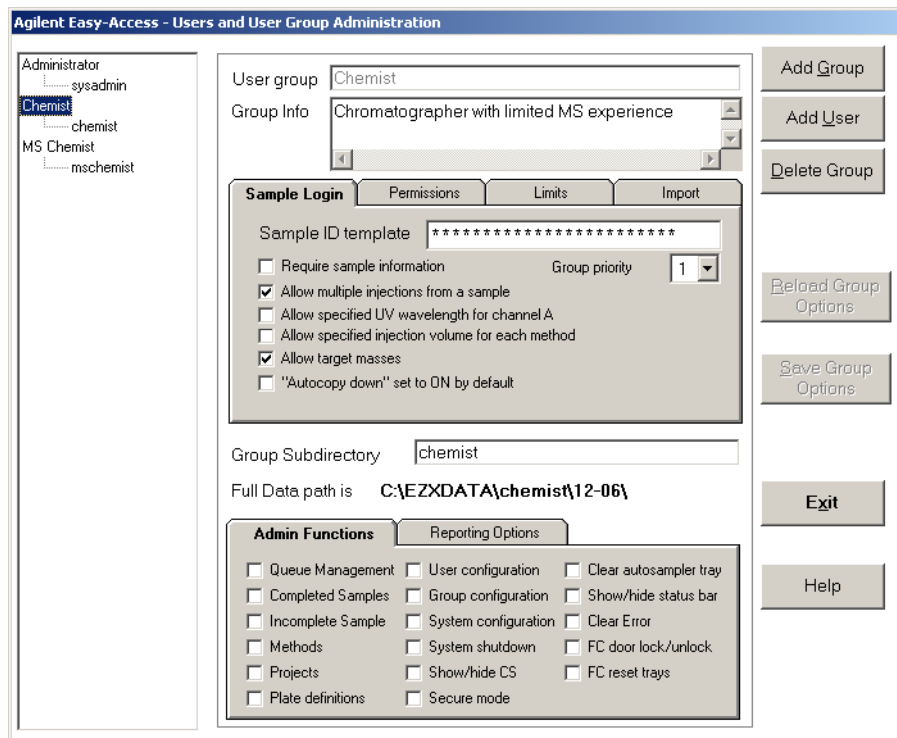 Agilent Easy-Access - Users and User Group Administration
Administrator
sysadmin
Chemist
chemist
MS Chemist
mschemist
User group Chemist
Group Info Chromatographer with limited MS experience
Sample Login Permissions Limits Import
Sample ID template ************************
Require sample information Group priority 1
Allow multiple injections from a sample
Allow specified UV wavelength for channel A
Allow specified injection volume for each method
Allow target masses
"Autocopy down" set to ON by default
Group Subdirectory chemist
Full Data path is C:\EZXDATA\chemist\12-06\
Admin Functions Reporting Options
Queue Management User configuration Clear autosampler tray
Completed Samples Group configuration Show/hide status bar
Incomplete Sample System configuration Clear Error
Methods System shutdown FC door lock/unlock
Projects Show/hide CS FC reset trays
Plate definitions Secure mode
Add Group
Add User
Delete Group
Reload Group
Options
Save Group
Options
Exit
Help